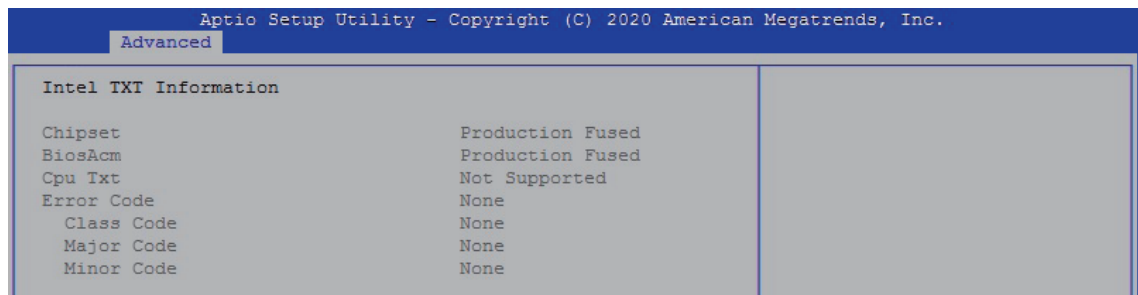 Aptio Setup Utility - Copyright (C) 2020 American Megatrends, Inc.
Advanced
Intel TXT Information
Chipset Production Fused
BiosAcm Production Fused
Cpu Txt Not Supported
Error Code None
Class Code None
Major Code None
Minor Code None